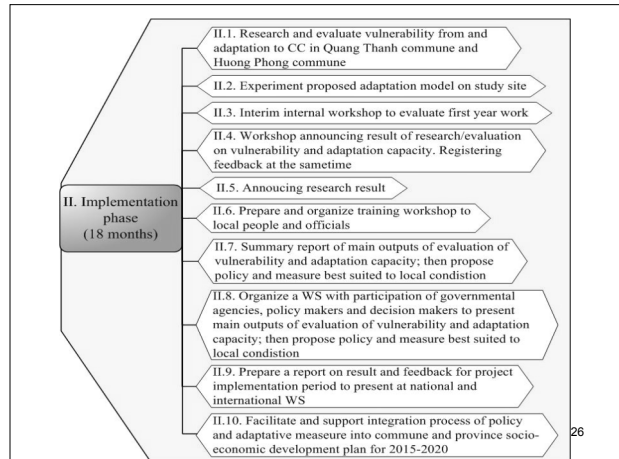 II.1. Research and evaluate vulnerability from and
adaptation to CC in Quang Thanh commune and
Huong Phong commune
II.2. Experiment proposed adaptation model on study site
II.3. Interim internal workshop to evaluate first year work
II.4. Workshop announcing result of research/evaluation
on vulnerability and adaptation capacity. Registering
feedback at the sametime
II. Implementation
phase
(18 months)
II.5. Annoucing research result
II.6. Prepare and organize training workshop to
local people and officials
II.7. Summary report of main outputs of evaluation of
vulnerability and adaptation capacity; then propose
policy and measure best suited to local condistion
II.8. Organize a WS with participation of governmental
agencies, policy makers and decision makers to present
main outputs of evaluation of vulnerability and adaptation
capacity; then propose policy and measure best suited to
local condistion
II.9. Prepare a report on result and feedback for project
implementation period to present at national and
international WS
II.10. Facilitate and support integration process of policy
and adaptative measeure into commune and province socio-
economic development plan for 2015-2020
26